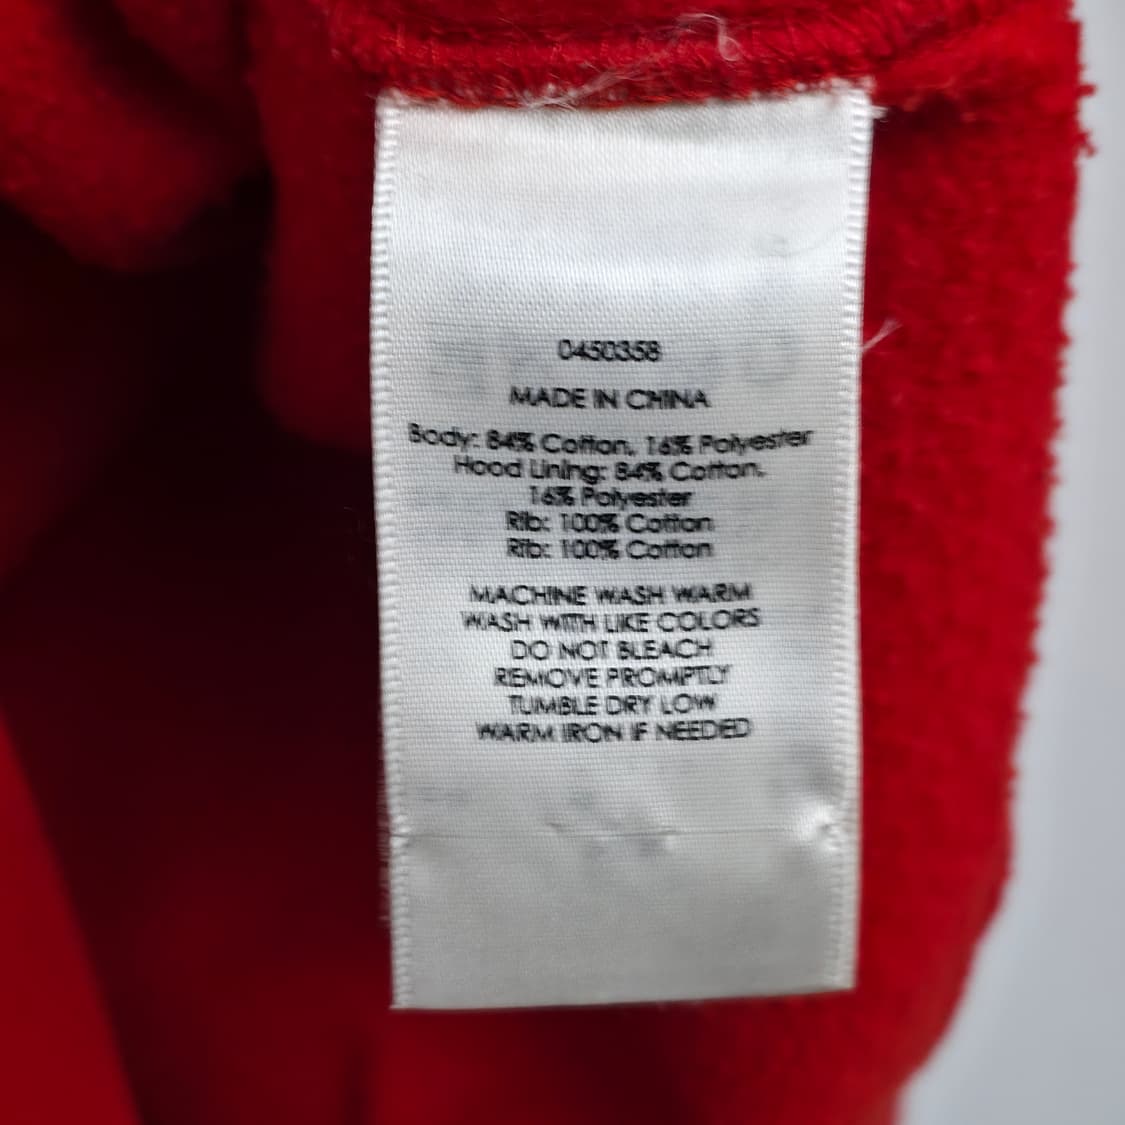 0450358
MADE IN CHINA
Body: 84% Cotton, 16% Polyester
Hood Lining: 84% Cotton,
16% Polyester
Rib: 100% Cotton
Rib: 100% Cotton
MACHINE WASH WARM
WASH WITH LIKE COLORS
DO NOT BLEACH
REMOVE PROMPTLY
TUMBLE DRY LOW
WARM IRON IF NEEDED